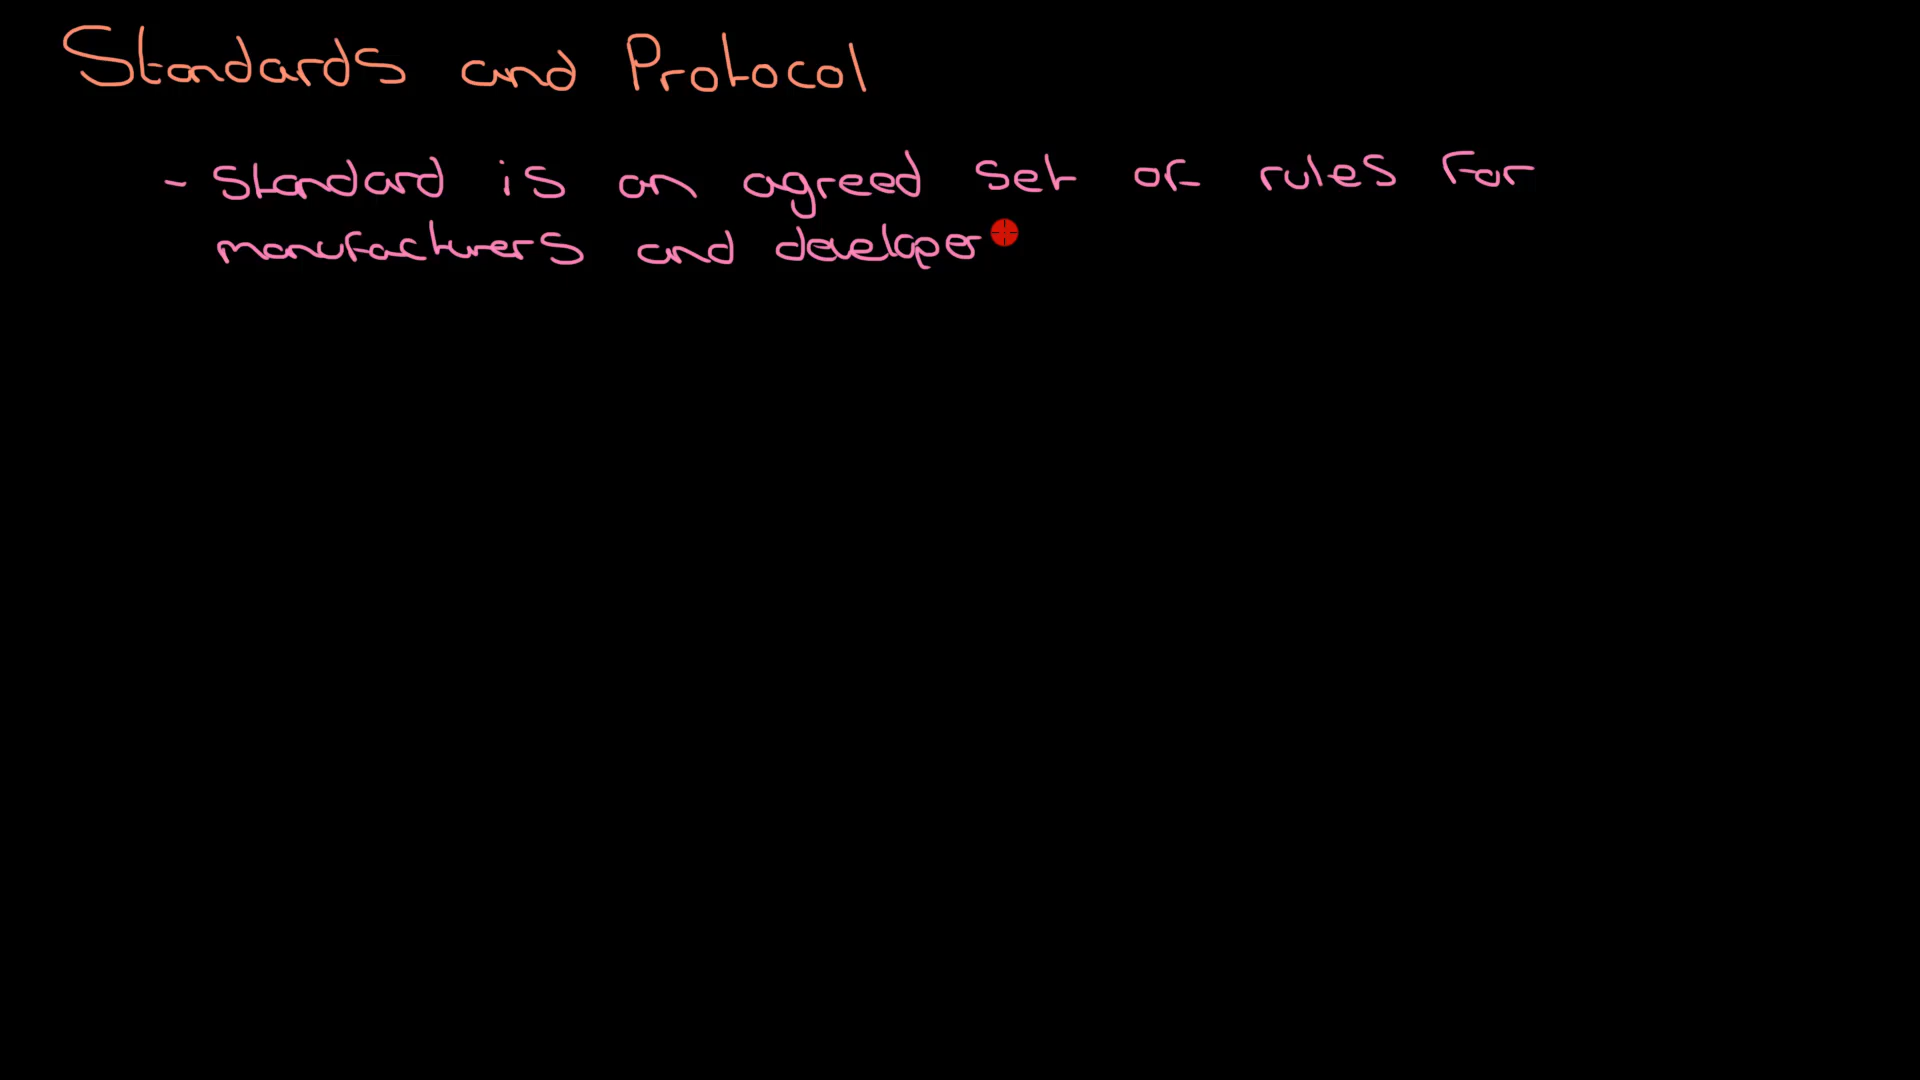 Standards and Protocol
- Standard is an agreed set of rules for
manufacturers and developer